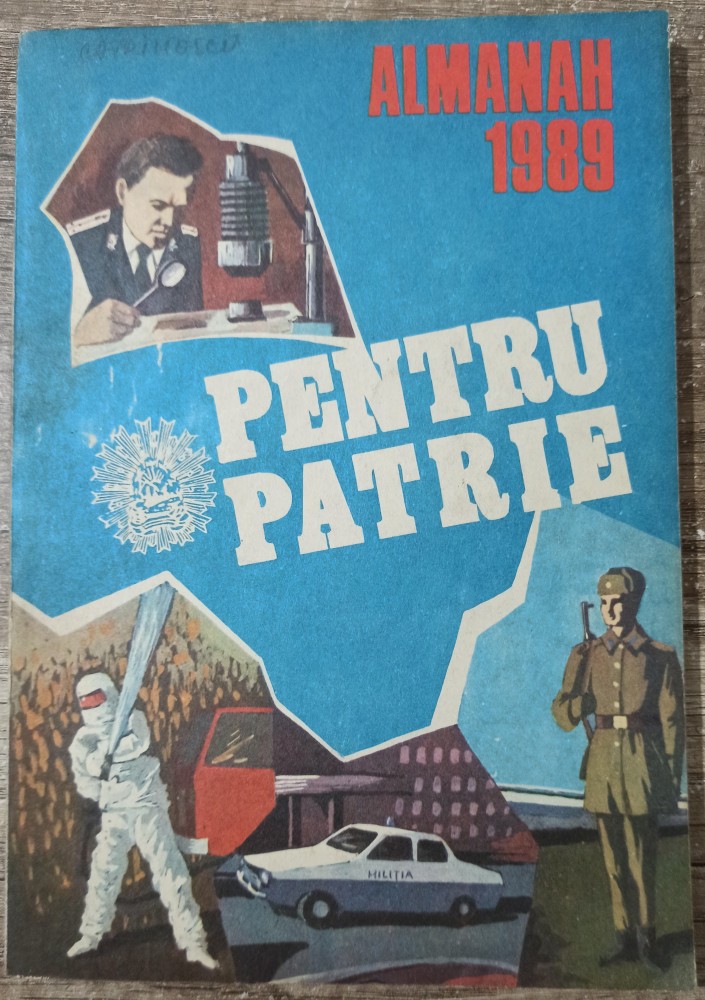 ALMANAH
1989
PENTRU
PATRIE
MILIȚIA